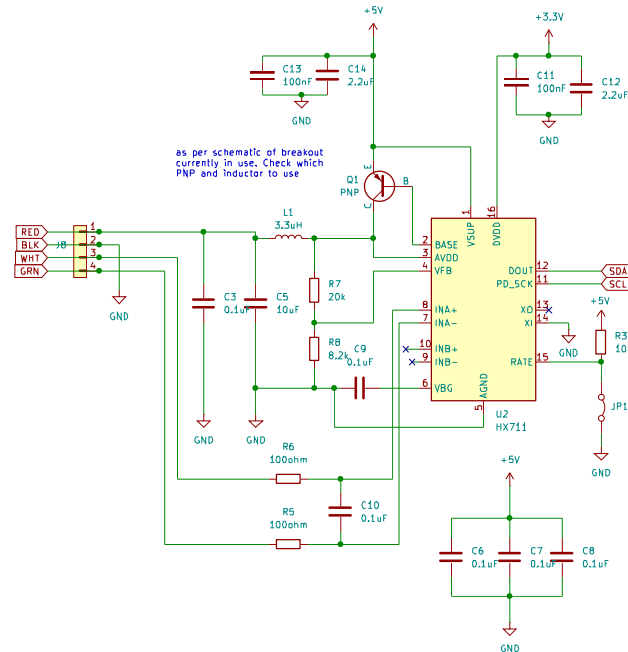 +5V
+3.3V
C13
100nF
C14
2.2uF
GND
C11
100nF
C12
2.2uF
GND
as per schematic of breakout
currently in use. Check which
PNP and inductor to use
Q1
PNP
E
B
C
L1
3.3uH
RED
BLK
WHT
GRN
1
2
3
4
J8
GND
C3
0.1uF
GND
C5
10uF
GND
R7
20k
R8
8.2k
C9
0.1uF
1
VSUP
16
DVDD
2
BASE
3
AVDD
4
VFB
8
INA+
7
INA-
10
INB+
9
INB-
6
VBG
5
AGND
DOUT
12
PD_SCK
11
XO
13
XI
14
RATE
15
U2
HX711
SDA
SCL
GND
+5V
R3
10
JP1
GND
R6
100ohm
R5
100ohm
C10
0.1uF
+5V
C6
0.1uF
C7
0.1uF
C8
0.1uF
GND